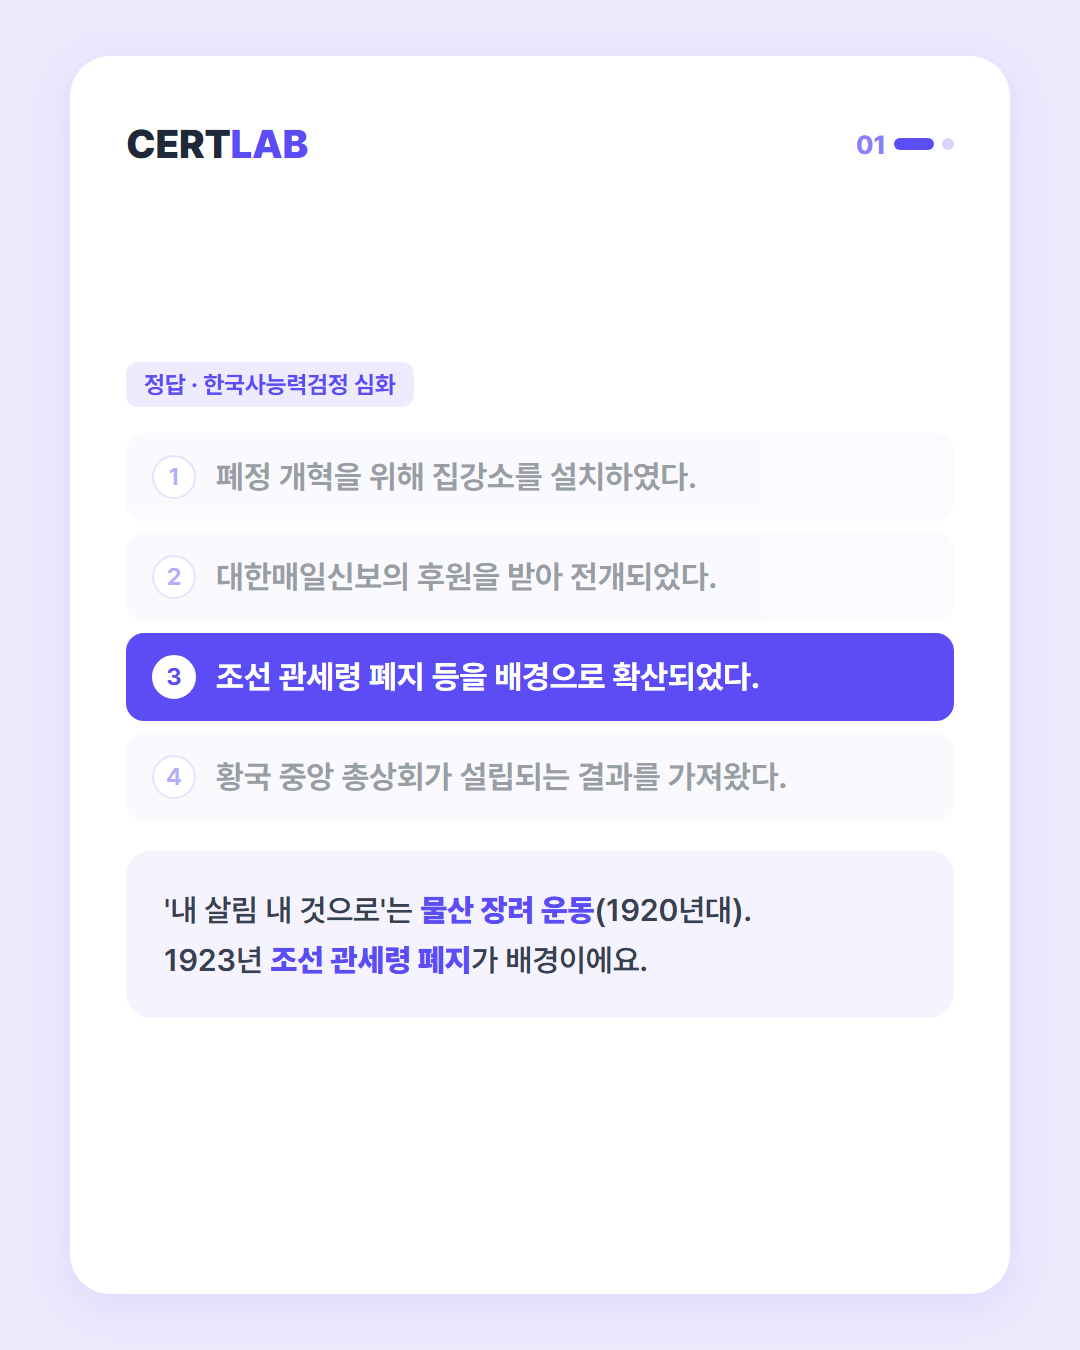 CERTLAB
01
정답 · 한국사능력검정 심화
1 폐정 개혁을 위해 집강소를 설치하였다.
2 대한매일신보의 후원을 받아 전개되었다.
3 조선 관세령 폐지 등을 배경으로 확산되었다.
4 황국 중앙 총상회가 설립되는 결과를 가져왔다.
'내 살림 내 것으로'는 물산 장려 운동(1920년대).
1923년 조선 관세령 폐지가 배경이에요.